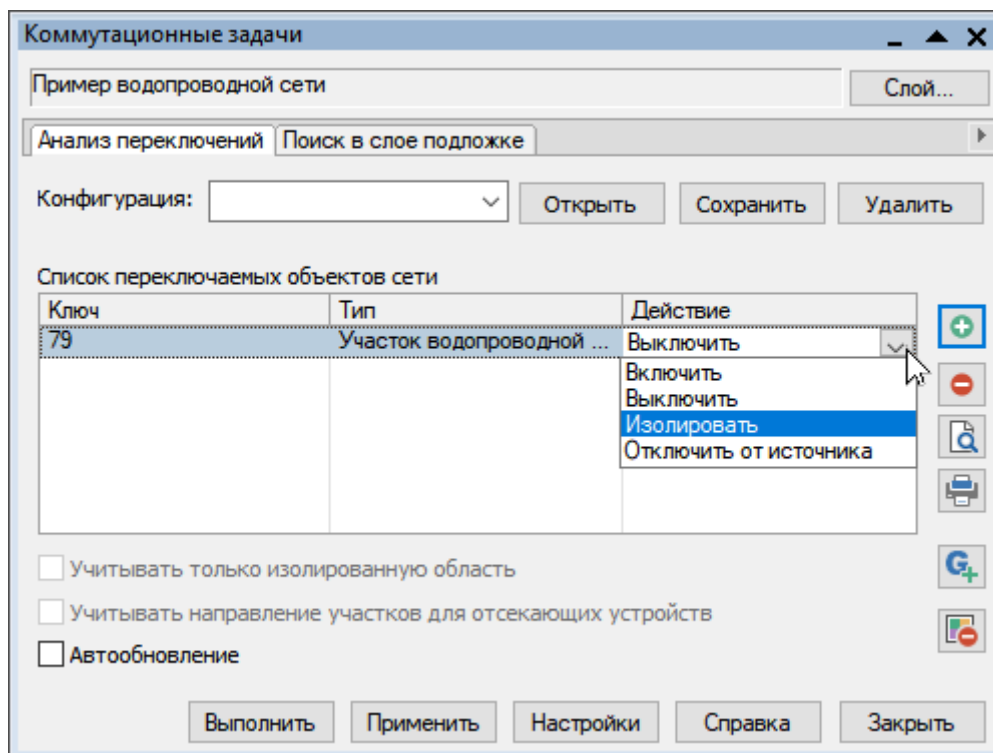 Коммутационные задачи
Пример водопроводной сети Слой...
Анализ переключений Поиск в слое подложке
Конфигурация: Открыть Сохранить Удалить
Список переключаемых объектов сети
Ключ Тип Действие
79 Участок водопроводной ... Выключить
Включить
Выключить
Изолировать
Отключить от источника
Учитывать только изолированную область
Учитывать направление участков для отсекающих устройств
Автообновление
Выполнить Применить Настройки Справка Закрыть